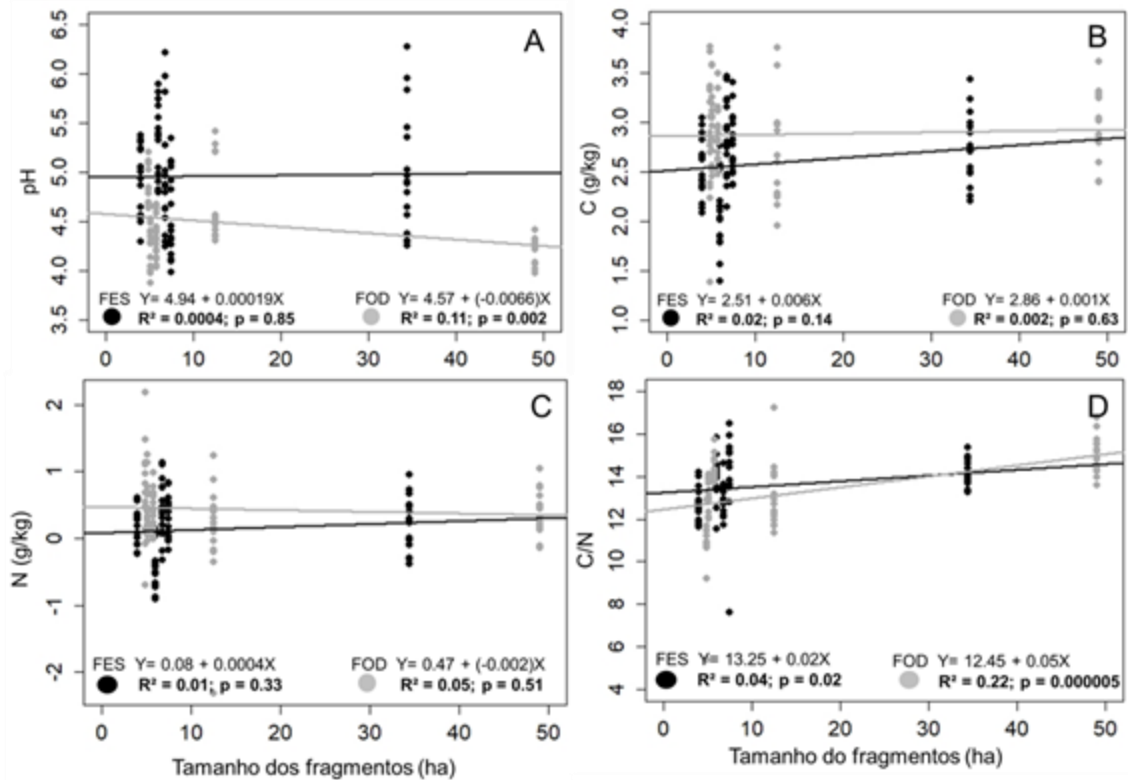 A
pH
6.5
6.0
5.5
5.0
4.5
4.0
3.5
FES Y= 4.94 + 0.00019X
R² = 0.0004; p = 0.85
FOD Y= 4.57 + (-0.0066)X
R² = 0.11; p = 0.002
0 10 20 30 40 50
B
C (g/kg)
4.0
3.5
3.0
2.5
2.0
1.5
1.0
FES Y= 2.51 + 0.006X
R² = 0.02; p = 0.14
FOD Y= 2.86 + 0.001X
R² = 0.002; p = 0.63
0 10 20 30 40 50
C
N (g/kg)
2
1
0
-1
-2
FES Y= 0.08 + 0.0004X
R² = 0.01; p = 0.33
FOD Y= 0.47 + (-0.002)X
R² = 0.05; p = 0.51
0 10 20 30 40 50
Tamanho dos fragmentos (ha)
D
C/N
18
16
14
12
10
8
6
4
FES Y= 13.25 + 0.02X
R² = 0.04; p = 0.02
FOD Y= 12.45 + 0.05X
R² = 0.22; p = 0.000005
0 10 20 30 40 50
Tamanho do fragmentos (ha)